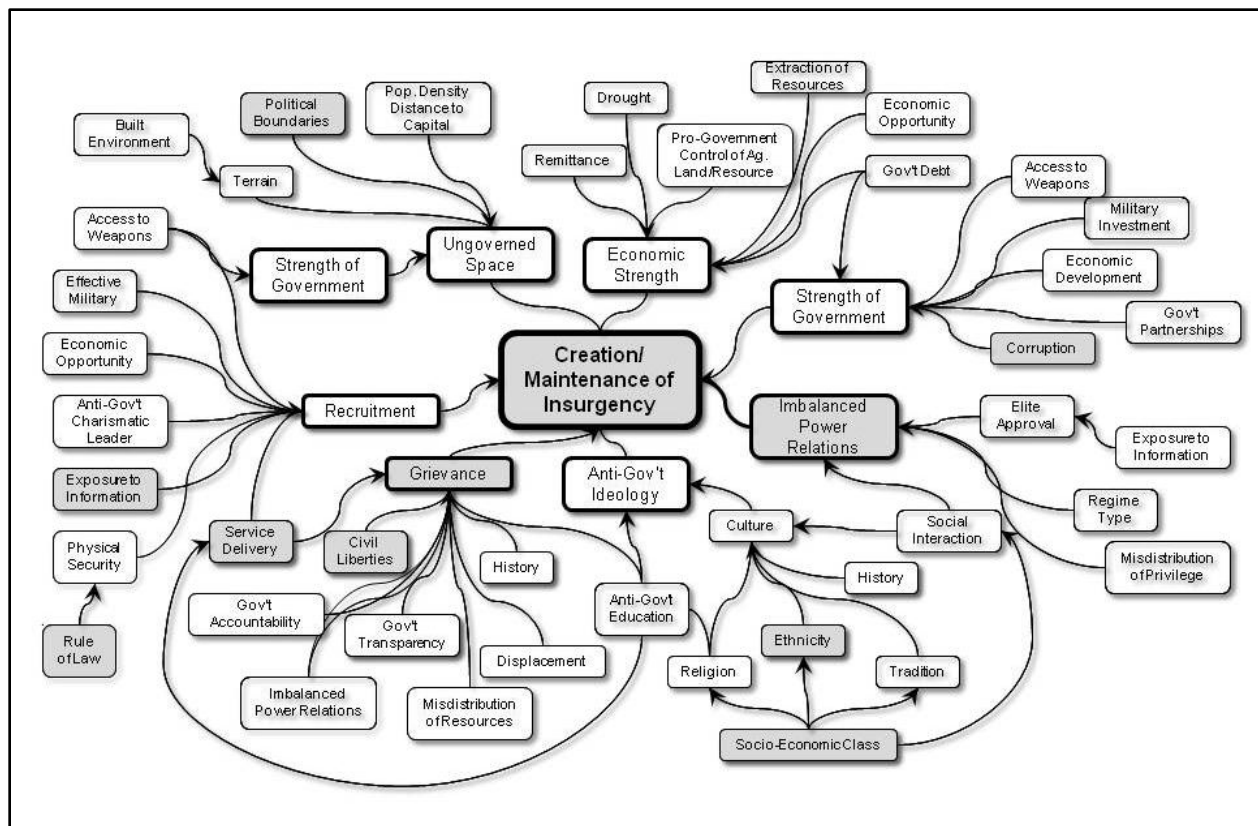 Political
Boundaries
Pop. Density
Distance to
Capital
Drought
Extraction of
Resources
Economic
Opportunity
Built
Environment
Remittance
Pro-Government
Control of Ag.
Land/Resource
Terrain
Gov't Debt
Access to
Weapons
Access to
Weapons
Military
Investment
Strength of
Government
Ungoverned
Space
Economic
Strength
Economic
Development
Effective
Military
Strength of
Government
Gov't
Partnerships
Economic
Opportunity
Corruption
Creation/
Maintenance of
Insurgency
Anti-Gov't
Charismatic
Leader
Recruitment
Imbalanced
Power
Relations
Elite
Approval
Exposure to
Information
Exposure to
Information
Grievance
Anti-Gov't
Ideology
Regime
Type
Physical
Security
Service
Delivery
Civil
Liberties
History
Culture
Social
Interaction
Misdistribution
of Privilege
History
Gov't
Accountability
Gov't
Transparency
Anti-Gov't
Education
Rule
of Law
Displacement
Religion
Ethnicity
Tradition
Imbalanced
Power Relations
Misdistribution
of Resources
Socio-Economic Class